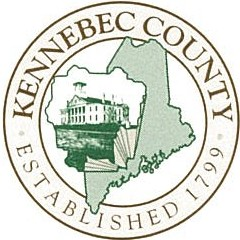 KENNEBEC COUNTY
· ESTABLISHED 1799 ·